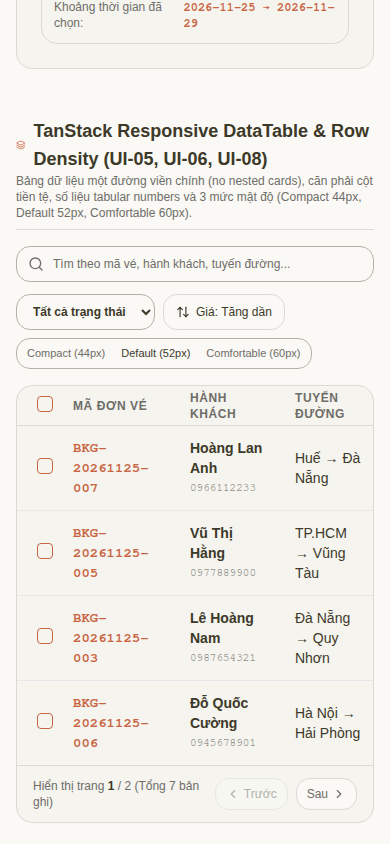 Khoảng thời gian đã
chọn:
2026-11-25 → 2026-11-
29
TanStack Responsive DataTable & Row
Density (UI-05, UI-06, UI-08)
Bảng dữ liệu một đường viền chính (no nested cards), căn phải cột
tiền tệ, số liệu tabular numbers và 3 mức mật độ (Compact 44px,
Default 52px, Comfortable 60px).
Tìm theo mã vé, hành khách, tuyến đường...
Tất cả trạng thái
Giá: Tăng dần
Compact (44px) Default (52px) Comfortable (60px)
MÃ ĐƠN VÉ
HÀNH
KHÁCH
TUYẾN
ĐƯỜNG
BKG-
20261125-
007
Hoàng Lan
Anh
0966112233
Huế → Đà
Nẵng
BKG-
20261125-
005
Vũ Thị
Hằng
0977889900
TP.HCM
→ Vũng
Tàu
BKG-
20261125-
003
Lê Hoàng
Nam
0987654321
Đà Nẵng
→ Quy
Nhơn
BKG-
20261125-
006
Đỗ Quốc
Cường
0945678901
Hà Nội →
Hải Phòng
Hiển thị trang 1 / 2 (Tổng 7 bản
ghi)
Trước
Sau